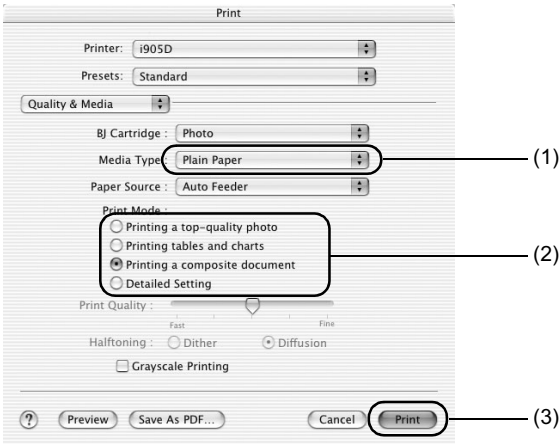 Print
Printer: i905D
Presets: Standard
Quality & Media
BJ Cartridge : Photo
Media Type: Plain Paper (1)
Paper Source : Auto Feeder
Print Mode :
Printing a top-quality photo
Printing tables and charts
(2)
Printing a composite document
Detailed Setting
Print Quality :
Fast Fine
Halftoning : Dither Diffusion
Grayscale Printing
? Preview Save As PDF... Cancel Print (3)